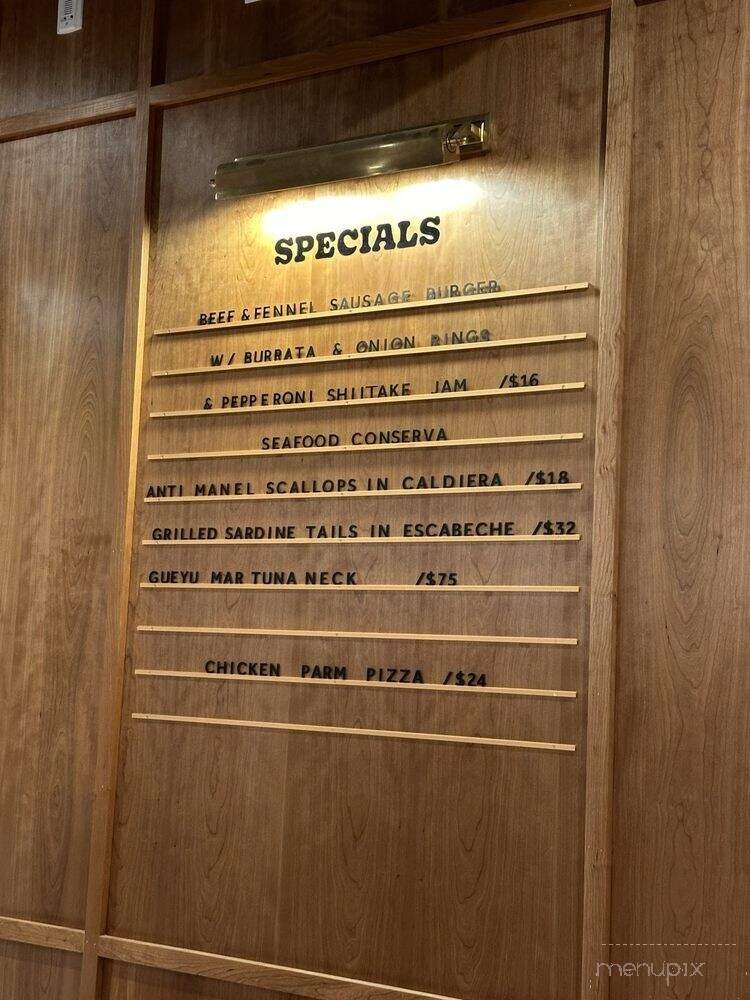 SPECIALS
BEEF & FENNEL SAUSAGE BURGER
W/ BURRATA & ONION RINGS
& PEPPERONI SHIITAKE JAM /$16
SEAFOOD CONSERVA
ANTI MANEL SCALLOPS IN CALDIERA /$18
GRILLED SARDINE TAILS IN ESCABECHE /$32
GUEYU MAR TUNA NECK /$75
CHICKEN PARM PIZZA /$24
menupix